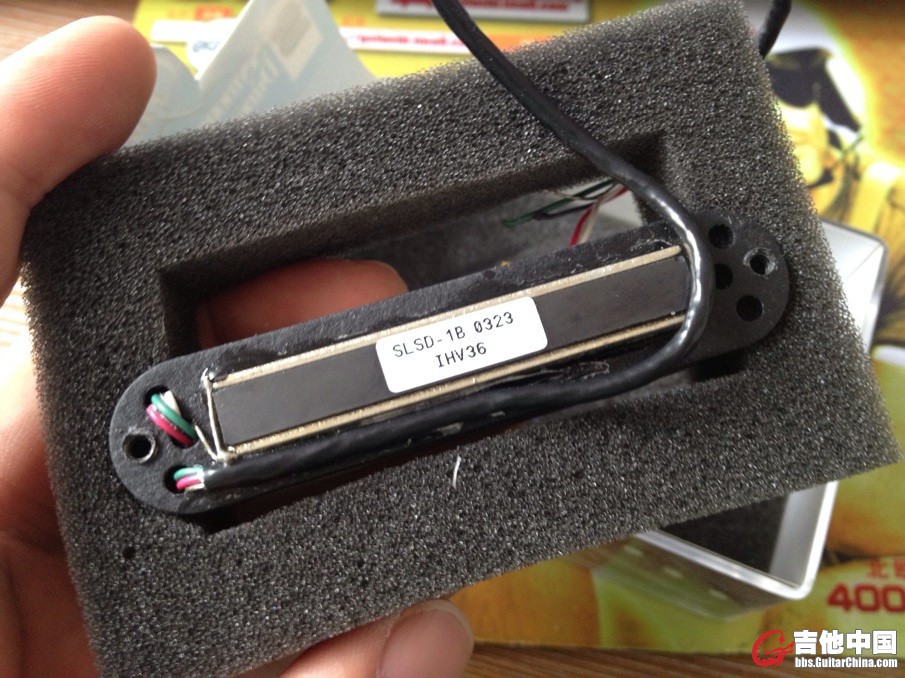 SLSD-1B 0323
IHV36
400
吉他中国
bbs.GuitarChina.com